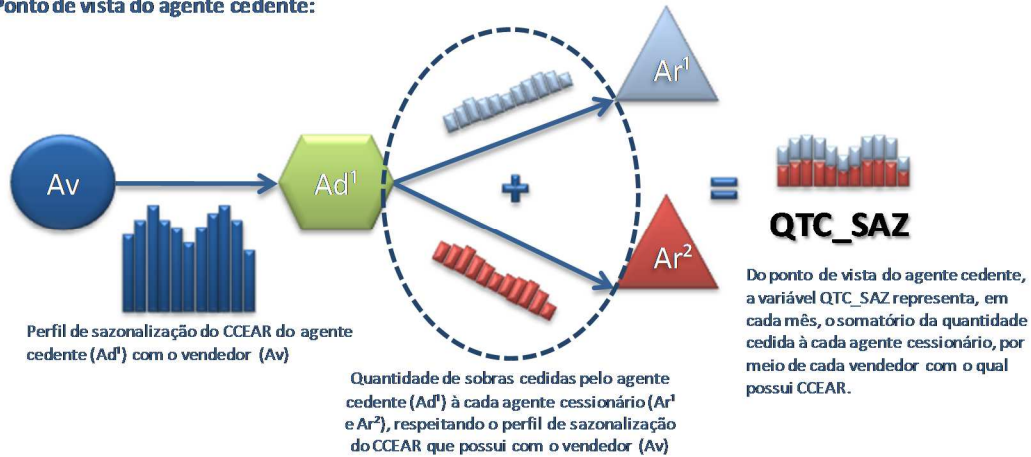 Ponto de vista do agente cedente:
Av
Ad¹
Ar¹
Ar²
QTC_SAZ
Perfil de sazonalização do CCEAR do agente
cedente (Ad¹) com o vendedor (Av)
Quantidade de sobras cedidas pelo agente
cedente (Ad¹) à cada agente cessionário (Ar¹
e Ar²), respeitando o perfil de sazonalização
do CCEAR que possui com o vendedor (Av)
Do ponto de vista do agente cedente,
a variável QTC_SAZ representa, em
cada mês, o somatório da quantidade
cedida à cada agente cessionário, por
meio de cada vendedor com o qual
possui CCEAR.